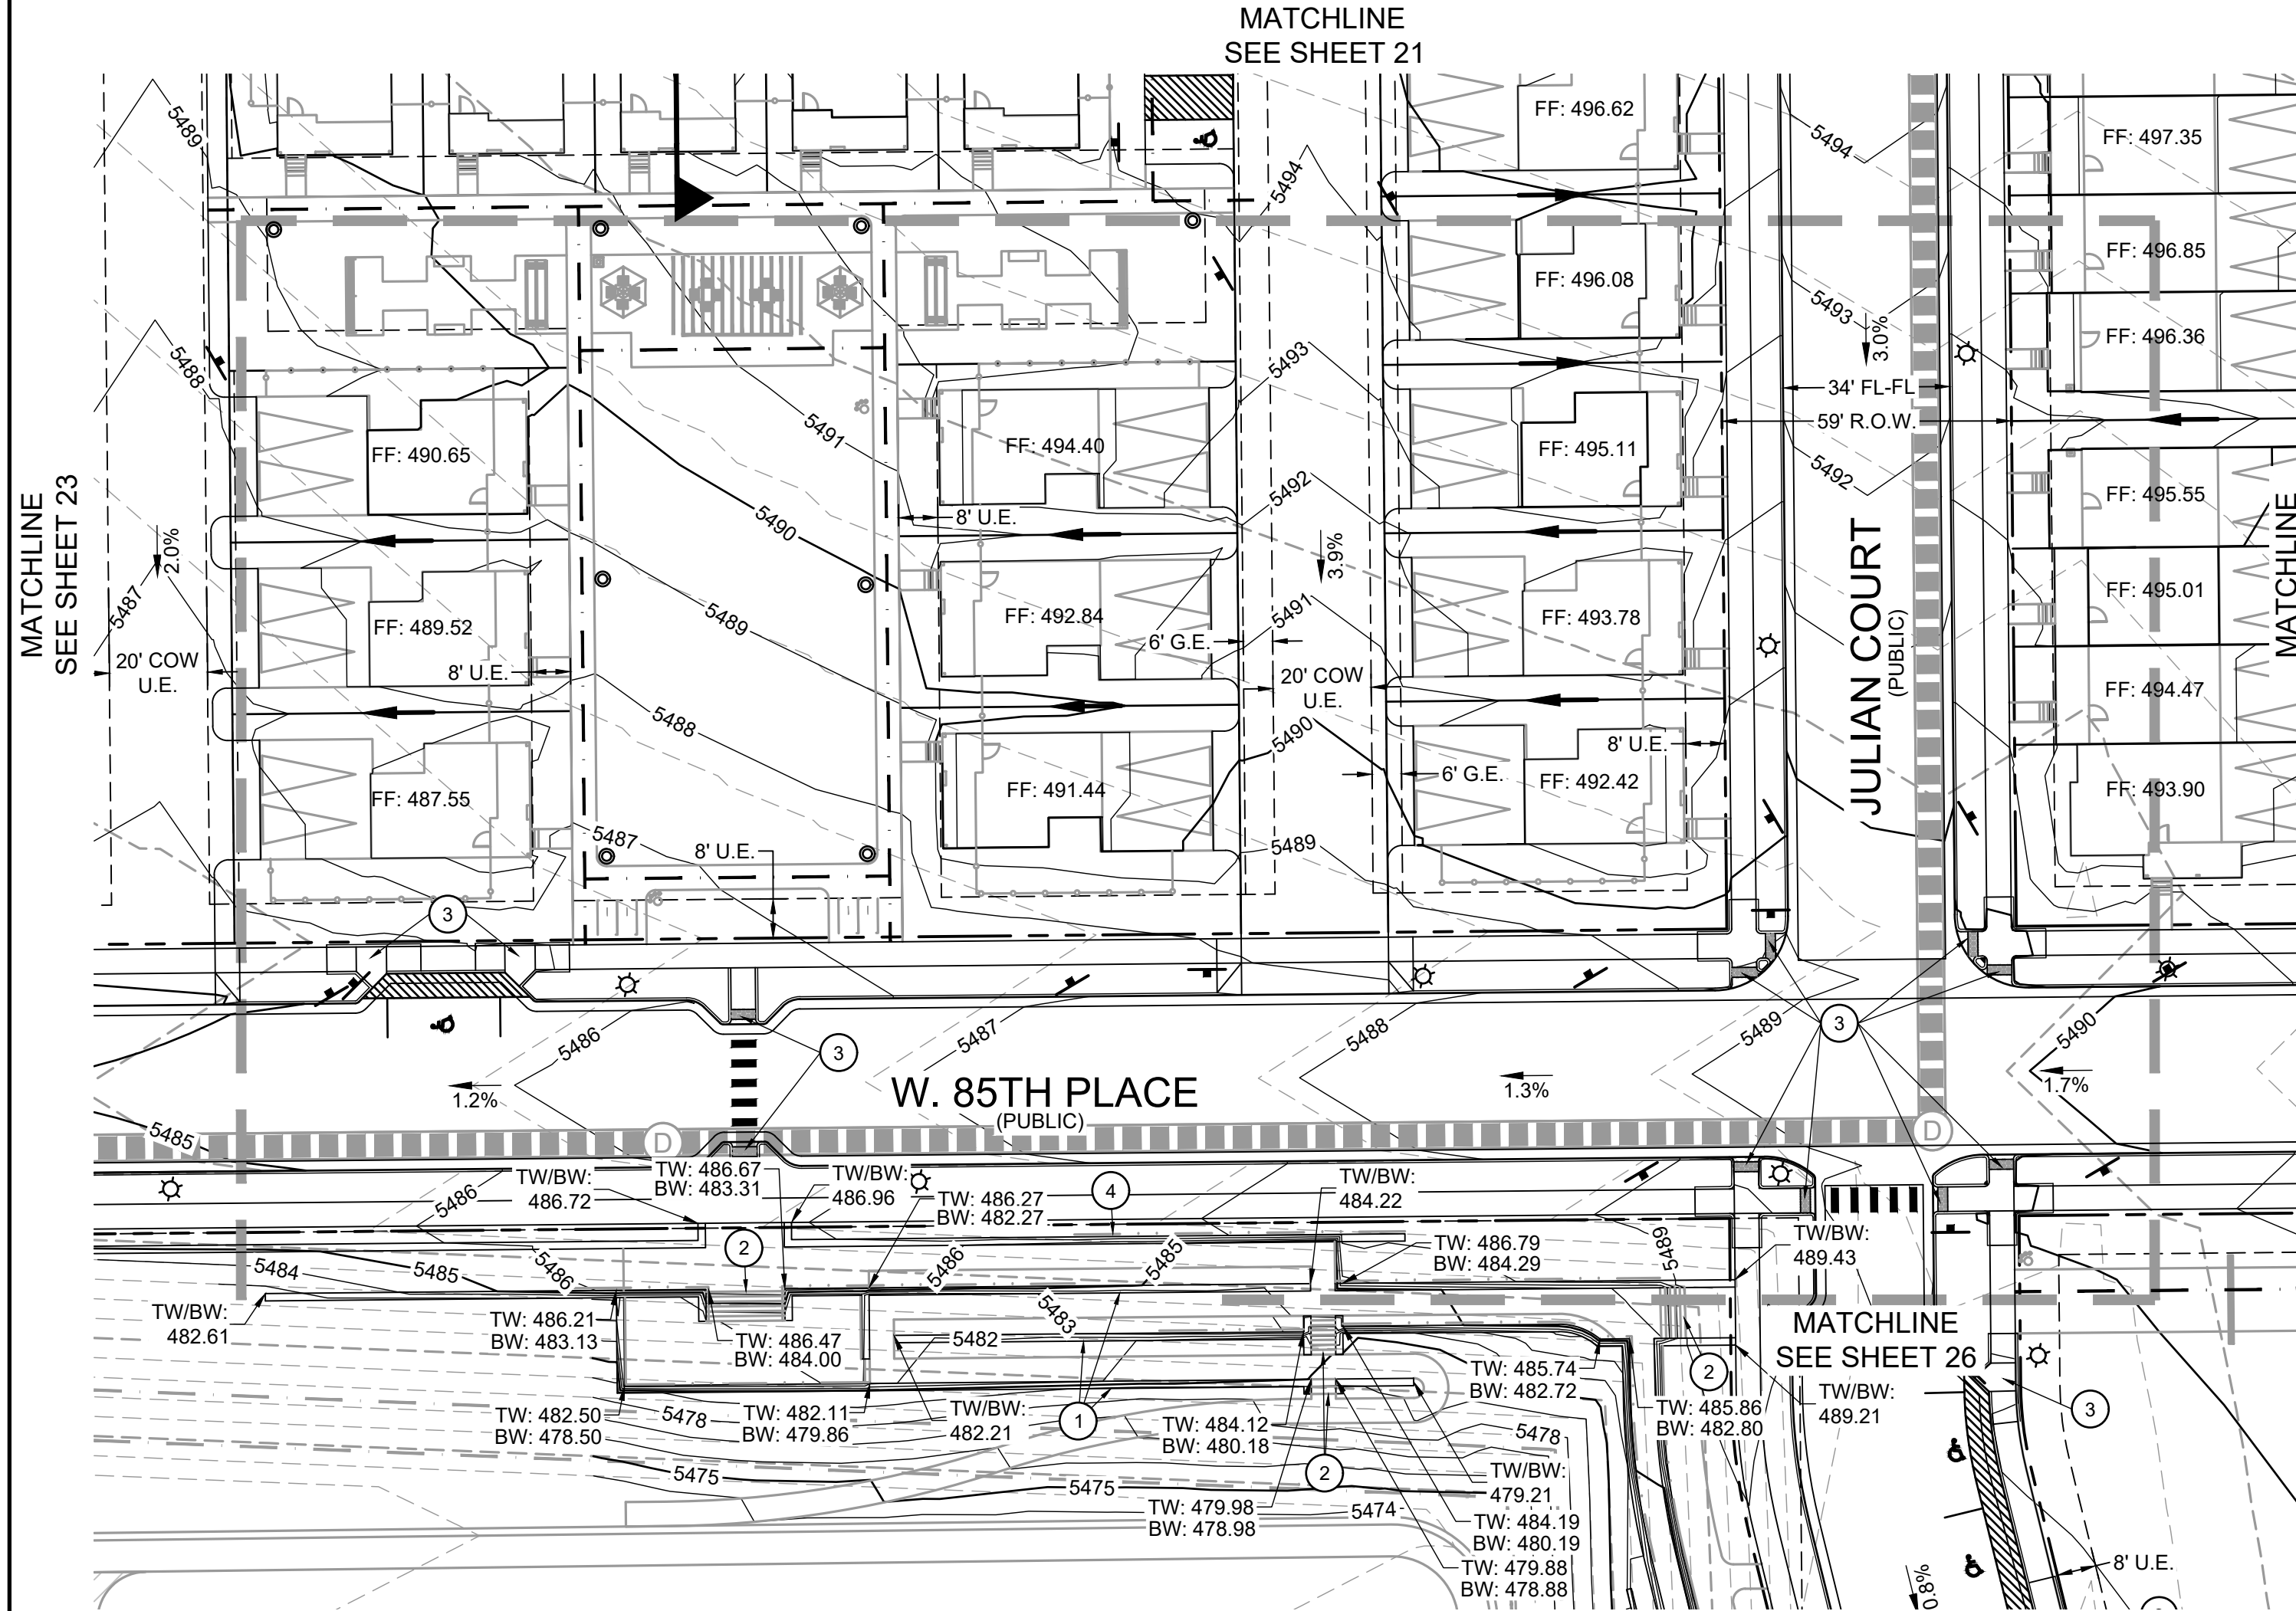 MATCHLINE
SEE SHEET 21
MATCHLINE
SEE SHEET 23
MATCHLINE
5489
5488
2.0%
5487
20' COW
U.E.
FF: 490.65
FF: 489.52
8' U.E.
FF: 487.55
5491
5490
5489
5488
5487
8' U.E.
8' U.E.
FF: 494.40
FF: 492.84
FF: 491.44
5494
5493
5492
3.9%
5491
6' G.E.
20' COW
U.E.
5490
6' G.E.
5489
FF: 496.62
FF: 496.08
FF: 495.11
FF: 493.78
8' U.E.
FF: 492.42
5494
5493
3.0%
34' FL-FL
59' R.O.W.
5492
JULIAN COURT
(PUBLIC)
FF: 497.35
FF: 496.85
FF: 496.36
FF: 495.55
FF: 495.01
FF: 494.47
FF: 493.90
3
3
3
5486
5487
5488
5489
5490
1.2%
W. 85TH PLACE
(PUBLIC)
1.3%
1.7%
5485
D
D
5486
TW/BW:
486.72
TW: 486.67
BW: 483.31
TW/BW:
486.96
TW: 486.27
BW: 482.27
4
TW/BW:
484.22
2
TW: 486.79
BW: 484.29
5489
TW/BW:
489.43
5484
5485
5486
5486
5485
5483
5482
TW/BW:
482.61
TW: 486.21
BW: 483.13
TW: 486.47
BW: 484.00
MATCHLINE
SEE SHEET 26
TW: 485.74
BW: 482.72
2
TW/BW:
489.21
3
TW: 485.86
BW: 482.80
TW: 482.50
BW: 478.50
5478
TW: 482.11
BW: 479.86
TW/BW:
482.21
1
TW: 484.12
BW: 480.18
5478
2
5475
5475
TW/BW:
479.21
TW: 479.98
BW: 478.98
5474
TW: 484.19
BW: 480.19
TW: 479.88
BW: 478.88
8' U.E.
0.8%